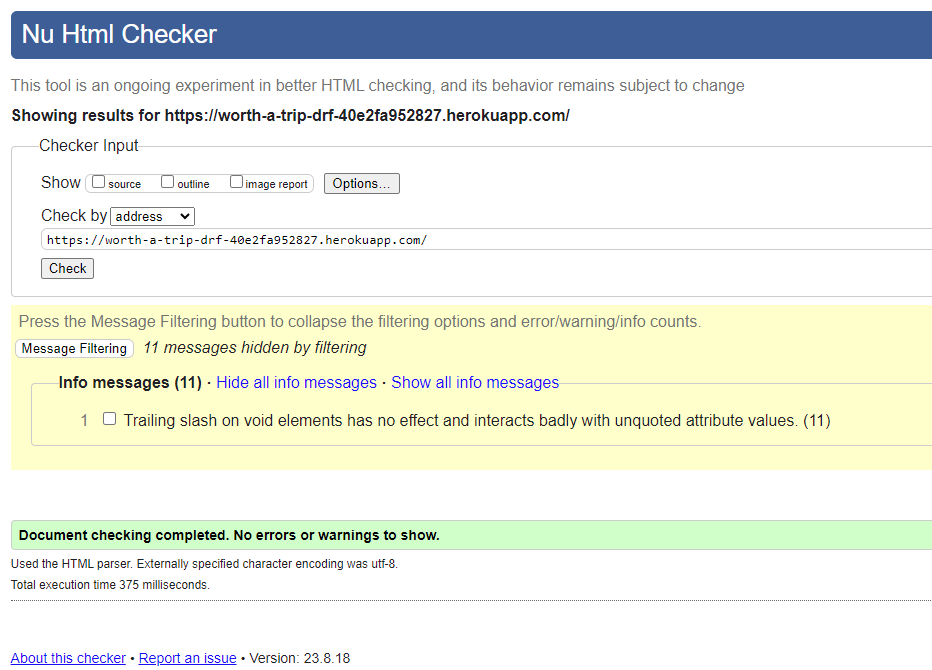 Nu Html Checker
This tool is an ongoing experiment in better HTML checking, and its behavior remains subject to change
Showing results for https://worth-a-trip-drf-40e2fa952827.herokuapp.com/
Checker Input
Show source outline image report Options...
Check by address
https://worth-a-trip-drf-40e2fa952827.herokuapp.com/
Check
Press the Message Filtering button to collapse the filtering options and error/warning/info counts.
Message Filtering 11 messages hidden by filtering
Info messages (11) · Hide all info messages · Show all info messages
1 Trailing slash on void elements has no effect and interacts badly with unquoted attribute values. (11)
Document checking completed. No errors or warnings to show.
Used the HTML parser. Externally specified character encoding was utf-8.
Total execution time 375 milliseconds.
About this checker • Report an issue • Version: 23.8.18